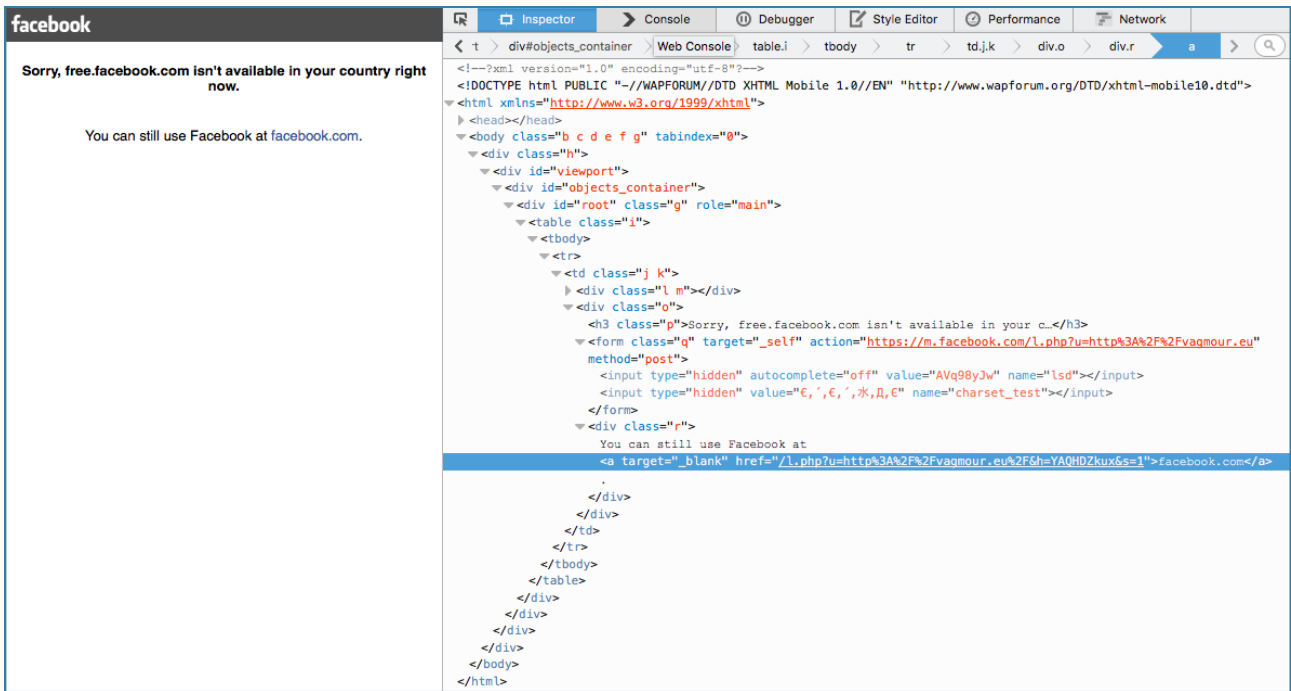 facebook
Sorry, free.facebook.com isn't available in your country right
now.
You can still use Facebook at facebook.com.
Inspector
Console
Debugger
Style Editor
Performance
Network
t
div#objects_container
Web Console
table.i
tbody
tr
td.j.k
div.o
div.r
a
<!--?xml version="1.0" encoding="utf-8"?-->
<!DOCTYPE html PUBLIC "-//WAPFORUM//DTD XHTML Mobile 1.0//EN" "http://www.wapforum.org/DTD/xhtml-mobile10.dtd">
<html xmlns="http://www.w3.org/1999/xhtml">
<head></head>
<body class="b c d e f g" tabindex="0">
<div class="h">
<div id="viewport">
<div id="objects_container">
<div id="root" class="g" role="main">
<table class="i">
<tbody>
<tr>
<td class="j k">
<div class="l m"></div>
<div class="o">
<h3 class="p">Sorry, free.facebook.com isn't available in your c…</h3>
<form class="q" target="_self" action="https://m.facebook.com/l.php?u=http%3A%2F%2Fvagmour.eu"
method="post">
<input type="hidden" autocomplete="off" value="AVq98yJw" name="lsd"></input>
<input type="hidden" value="€,´,€,´,水,Д,Є" name="charset_test"></input>
</form>
<div class="r">
You can still use Facebook at
<a target="_blank" href="/l.php?u=http%3A%2F%2Fvagmour.eu%2F&h=YAQHDZkux&s=1">facebook.com</a>
.
</div>
</div>
</td>
</tr>
</tbody>
</table>
</div>
</div>
</div>
</div>
</body>
</html>